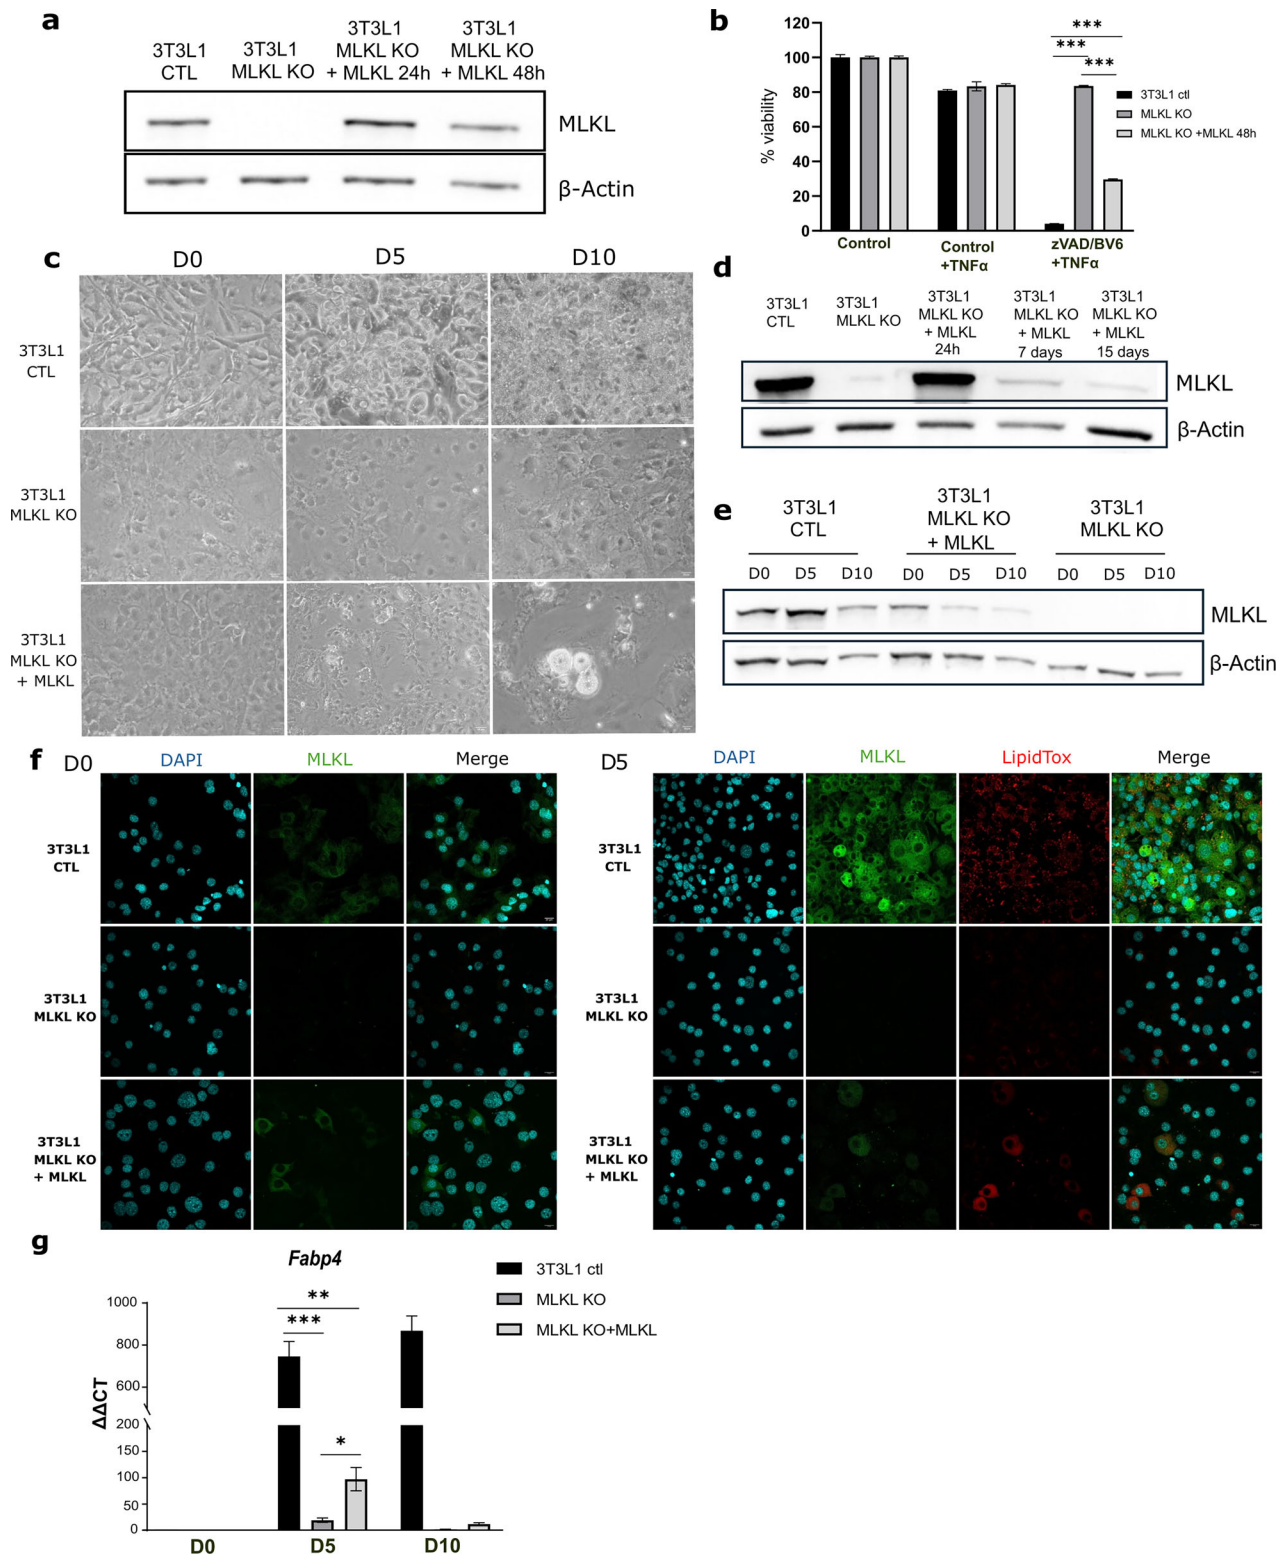 a
3T3L1
CTL
3T3L1
MLKL KO
3T3L1
MLKL KO
+ MLKL 24h
3T3L1
MLKL KO
+ MLKL 48h
MLKL
β-Actin
b
% viability
120
100
80
60
40
20
0
***
***
***
3T3L1 ctl
MLKL KO
MLKL KO +MLKL 48h
Control
Control
+TNFα
zVAD/BV6
+TNFα
c
D0
D5
D10
3T3L1
CTL
3T3L1
MLKL KO
3T3L1
MLKL KO
+ MLKL
d
3T3L1
CTL
3T3L1
MLKL KO
3T3L1
MLKL KO
+ MLKL
24h
3T3L1
MLKL KO
+ MLKL
7 days
3T3L1
MLKL KO
+ MLKL
15 days
MLKL
β-Actin
e
3T3L1
CTL
3T3L1
MLKL KO
+ MLKL
3T3L1
MLKL KO
D0 D5 D10 D0 D5 D10 D0 D5 D10
MLKL
β-Actin
f
D0
DAPI
MLKL
Merge
3T3L1
CTL
3T3L1
MLKL KO
3T3L1
MLKL KO
+ MLKL
D5
DAPI
MLKL
LipidTox
Merge
3T3L1
CTL
3T3L1
MLKL KO
3T3L1
MLKL KO
+ MLKL
g
Fabp4
3T3L1 ctl
MLKL KO
MLKL KO+MLKL
ΔΔCT
1000
800
600
200
150
100
50
0
**
***
*
D0
D5
D10